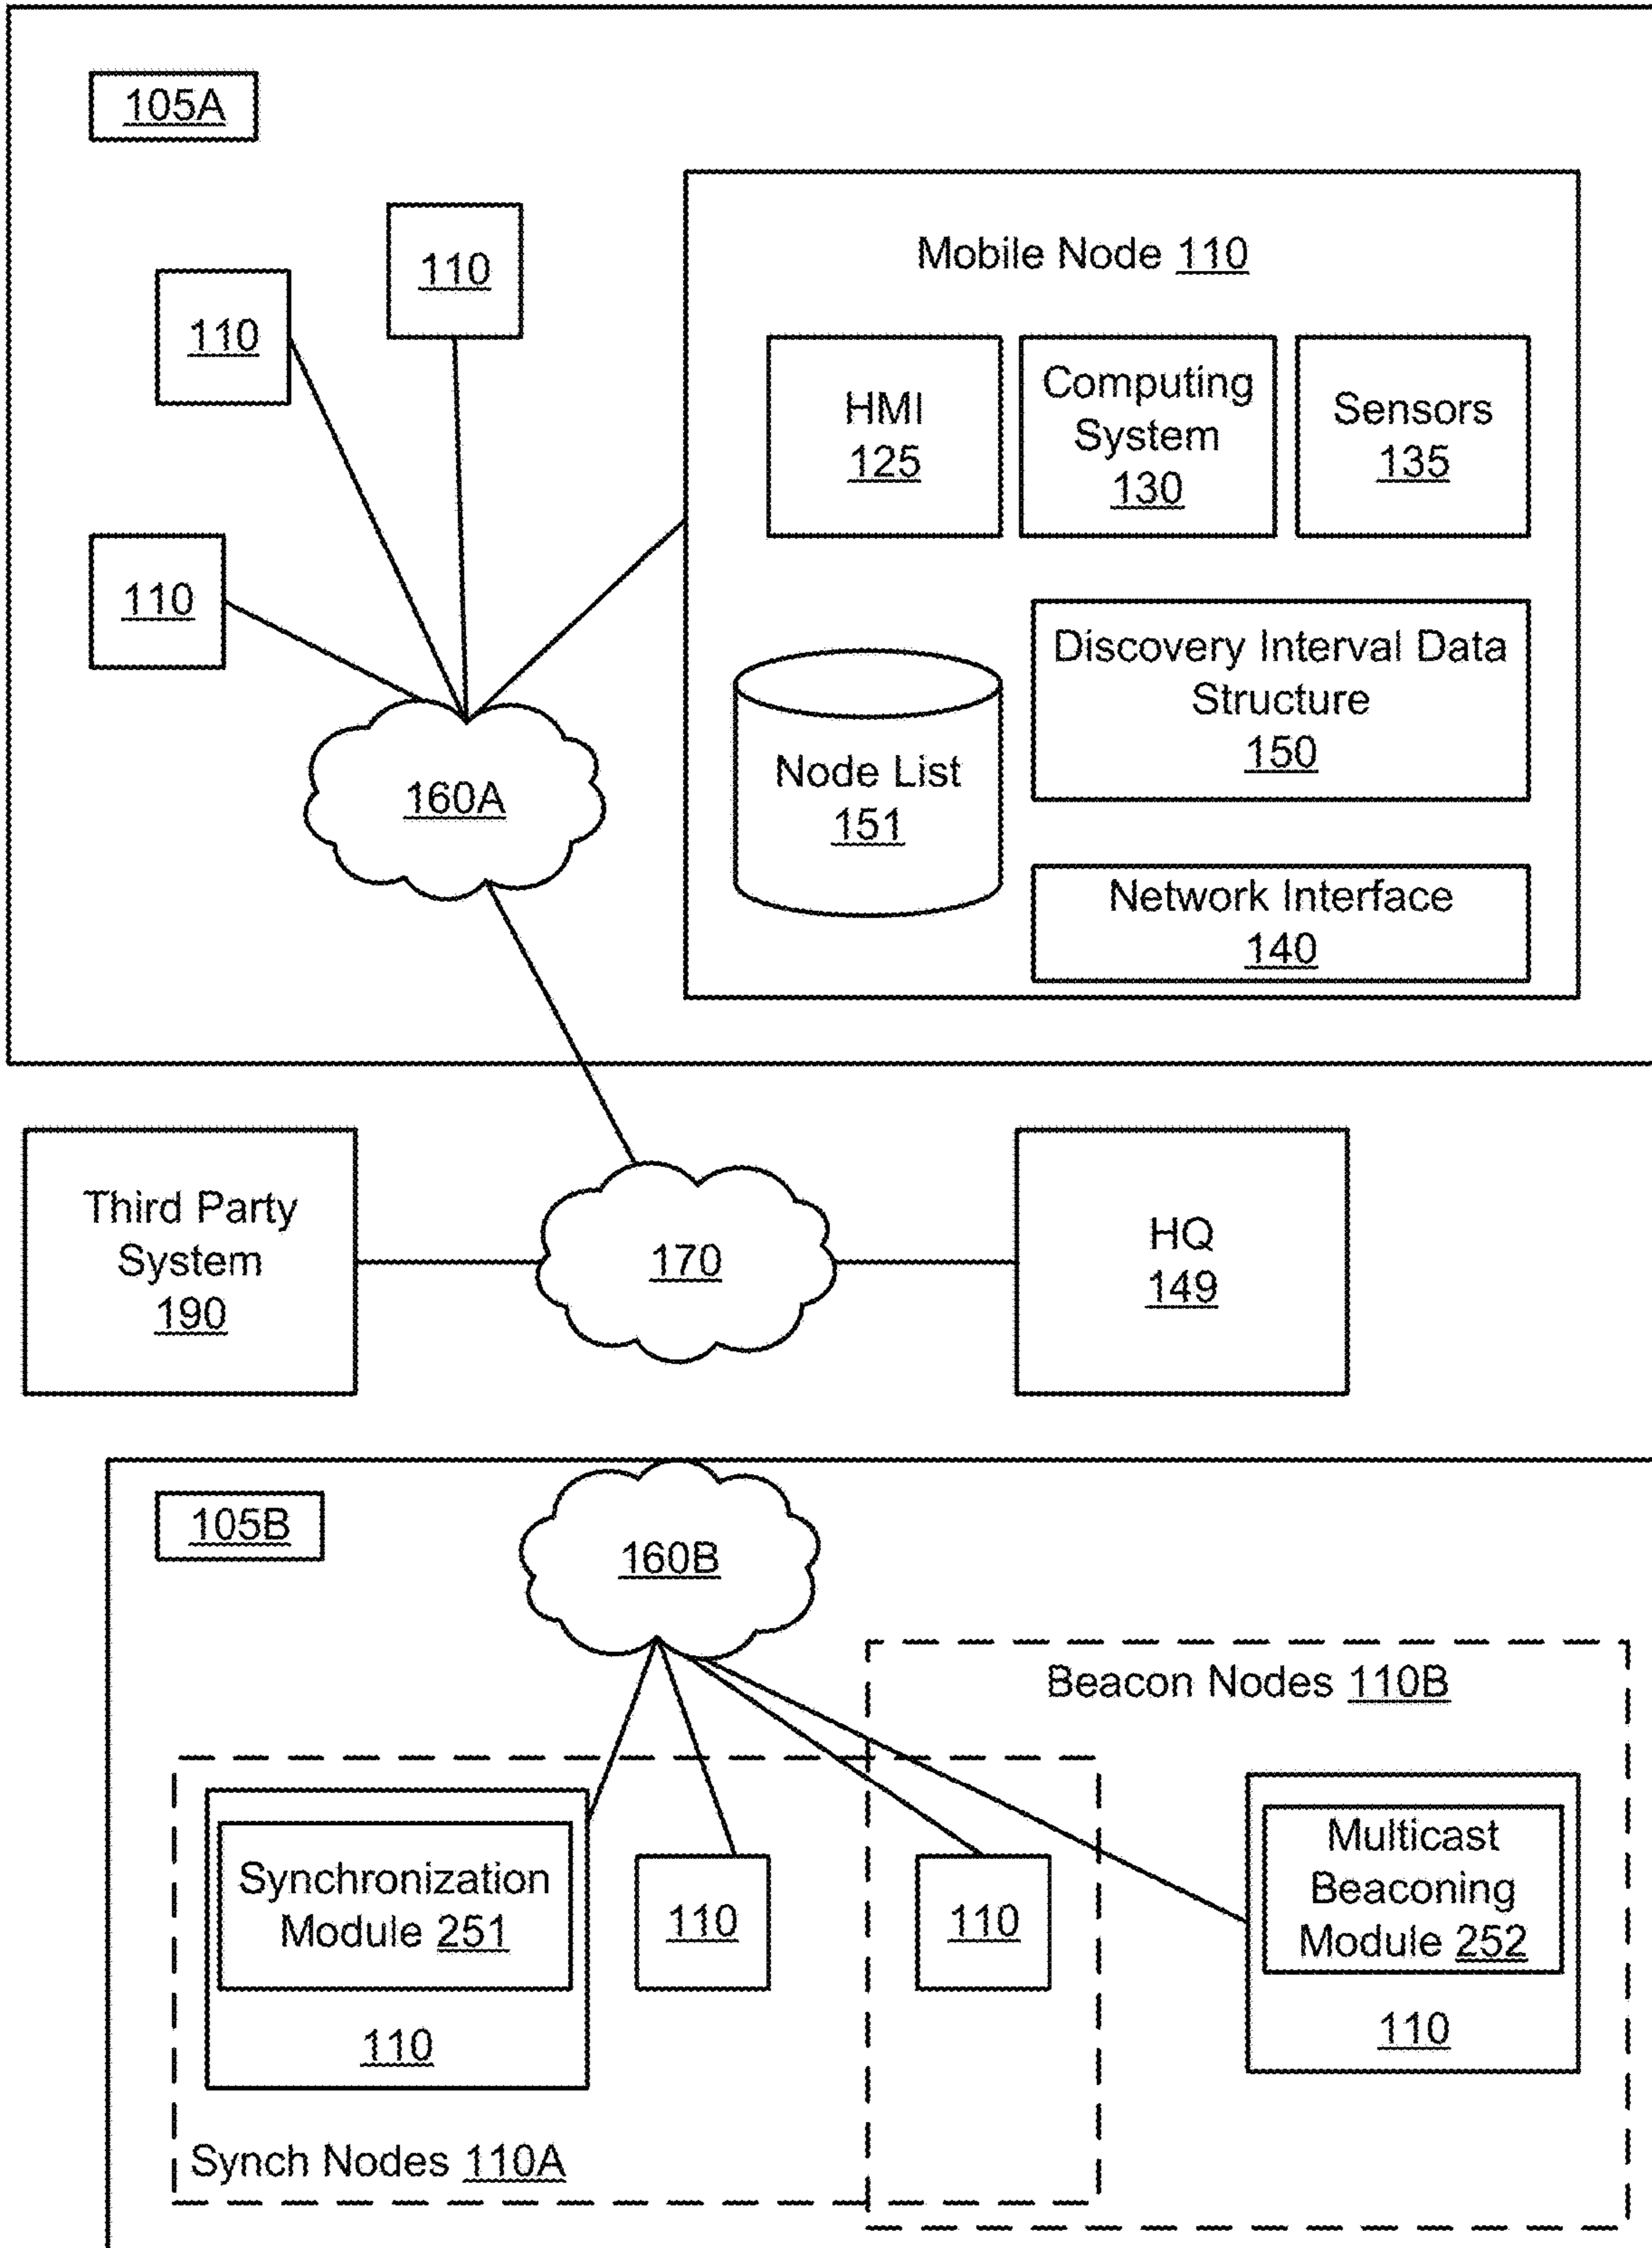 105A
110
110
110
160A
Mobile Node 110
HMI
125
Computing
System
130
Sensors
135
Discovery Interval Data
Structure
150
Node List
151
Network Interface
140
Third Party
System
190
170
HQ
149
105B
160B
Beacon Nodes 110B
Synchronization
Module 251
110
110
110
Multicast
Beaconing
Module 252
110
Synch Nodes 110A